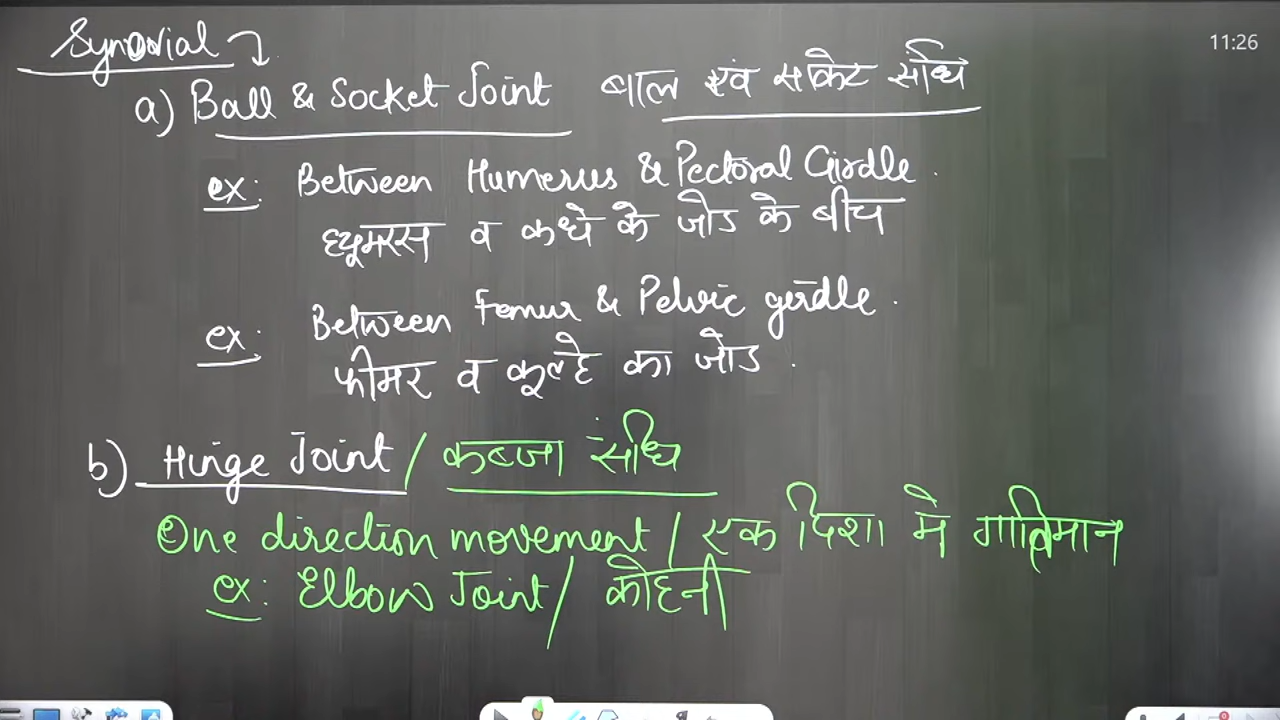 Synovial
11:26
a) Ball & Socket Joint बाल एवं सकिट संधि
ex: Between Humerus & Pectoral Girdle.
ह्यूमरस व कंधे के जोड के बीच
ex: Between Femur & Pelvic girdle.
फीमर व कूल्हे का जोड.
b) Hinge Joint / कब्जा संधि
One direction movement / एक दिशा मे गतिमान
ex: Elbow Joint / कोहनी